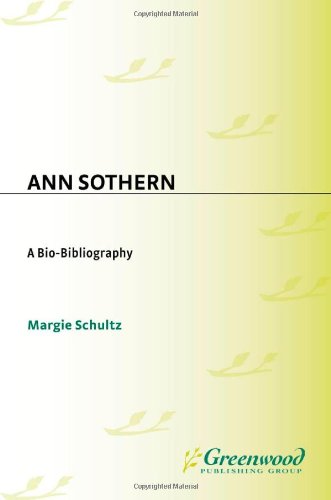 Copyrighted Material
ANN SOTHERN
A Bio-Bibliography
Margie Schultz
Greenwood
PUBLISHING GROUP
Copyrighted Material